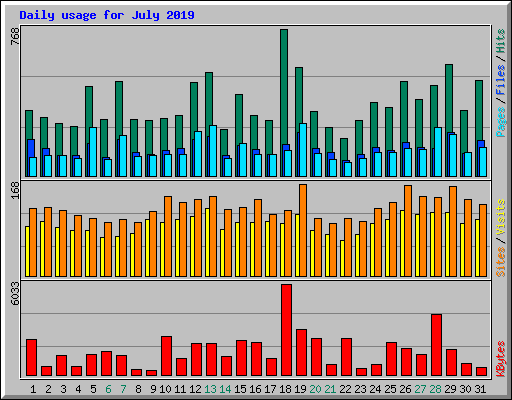 Daily usage for July 2019
768
Pages / Files / Hits
168
Sites / Visits
6033
KBytes
1 2 3 4 5 6 7 8 9 10 11 12 13 14 15 16 17 18 19 20 21 22 23 24 25 26 27 28 29 30 31